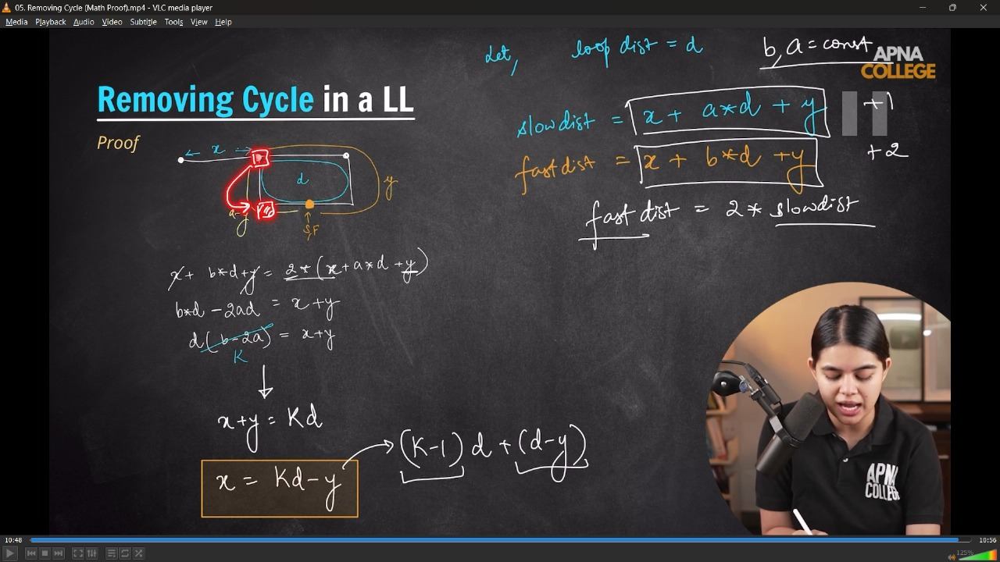 05. Removing Cycle (Math Proof).mp4 - VLC media player
Media Playback Audio Video Subtitle Tools View Help
Let, loop dist = d
b, a = const
APNA
COLLEGE
Removing Cycle in a LL
Proof
slow dist = x + a*d + y +1
fast dist = x + b*d + y +2
fast dist = 2 * slow dist
x
d
y
S,F
x + b*d + y = 2*(x + a*d + y)
b*d - 2ad = x + y
d(b-2a) = x + y
K
x + y = Kd
x = Kd - y
(K-1)d + (d-y)
APNA
COLLEGE
10:48
10:56
125%